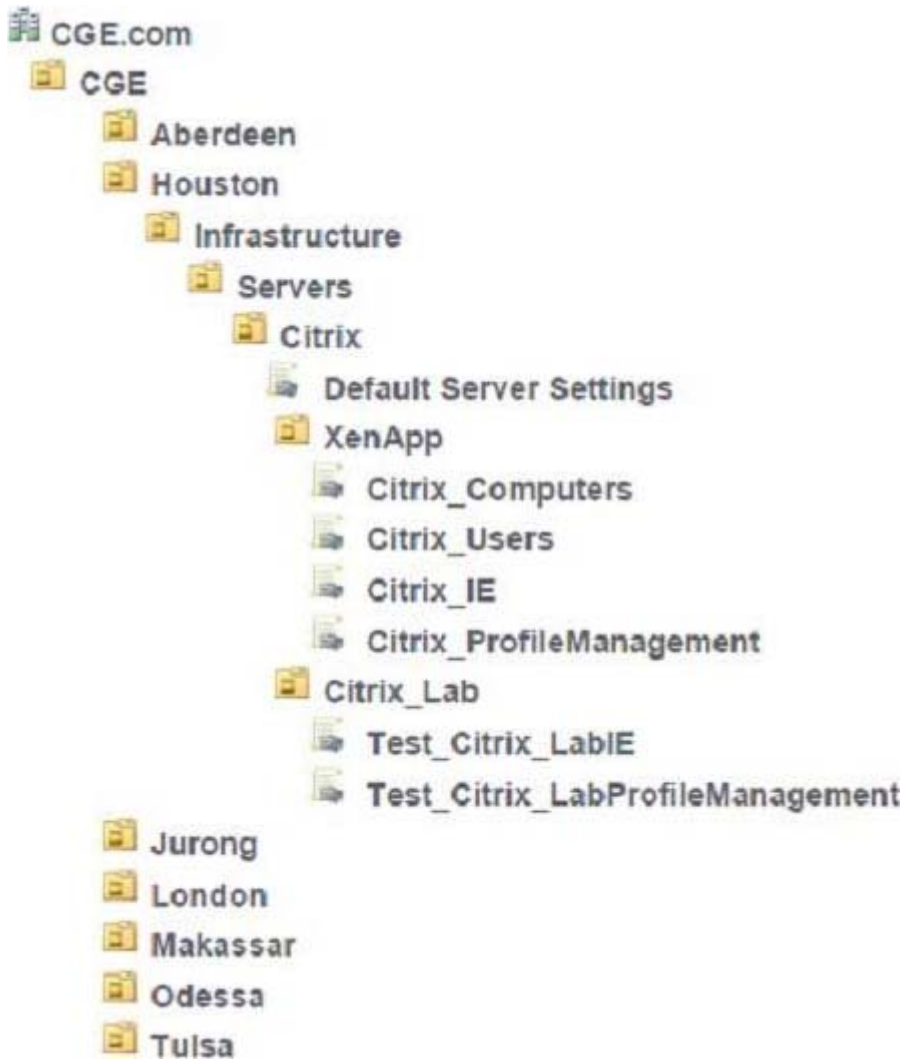 CGE.com
CGE
Aberdeen
Houston
Infrastructure
Servers
Citrix
Default Server Settings
XenApp
Citrix_Computers
Citrix_Users
Citrix_IE
Citrix_ProfileManagement
Citrix_Lab
Test_Citrix_LabIE
Test_Citrix_LabProfileManagement
Jurong
London
Makassar
Odessa
Tulsa